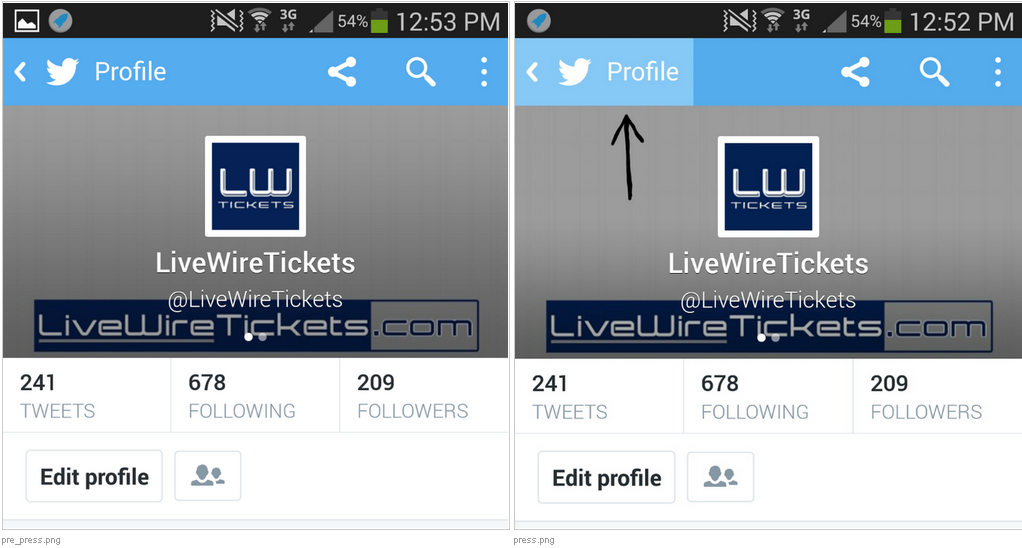 3G 54% 12:53 PM
Profile
LW
TICKETS
LiveWireTickets
@LiveWireTickets
LiveWireTickets.com
241 678 209
TWEETS FOLLOWING FOLLOWERS
Edit profile
pre_press.png
3G 54% 12:52 PM
Profile
LW
TICKETS
LiveWireTickets
@LiveWireTickets
LiveWireTickets.com
241 678 209
TWEETS FOLLOWING FOLLOWERS
Edit profile
press.png